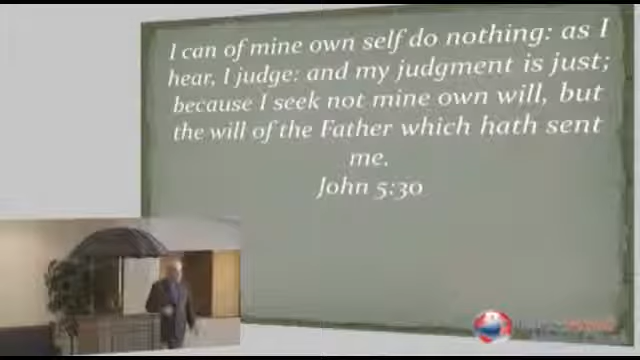 I can of mine own self do nothing: as I
hear, I judge: and my judgment is just;
because I seek not mine own will, but
the will of the Father which hath sent
me.
John 5:30